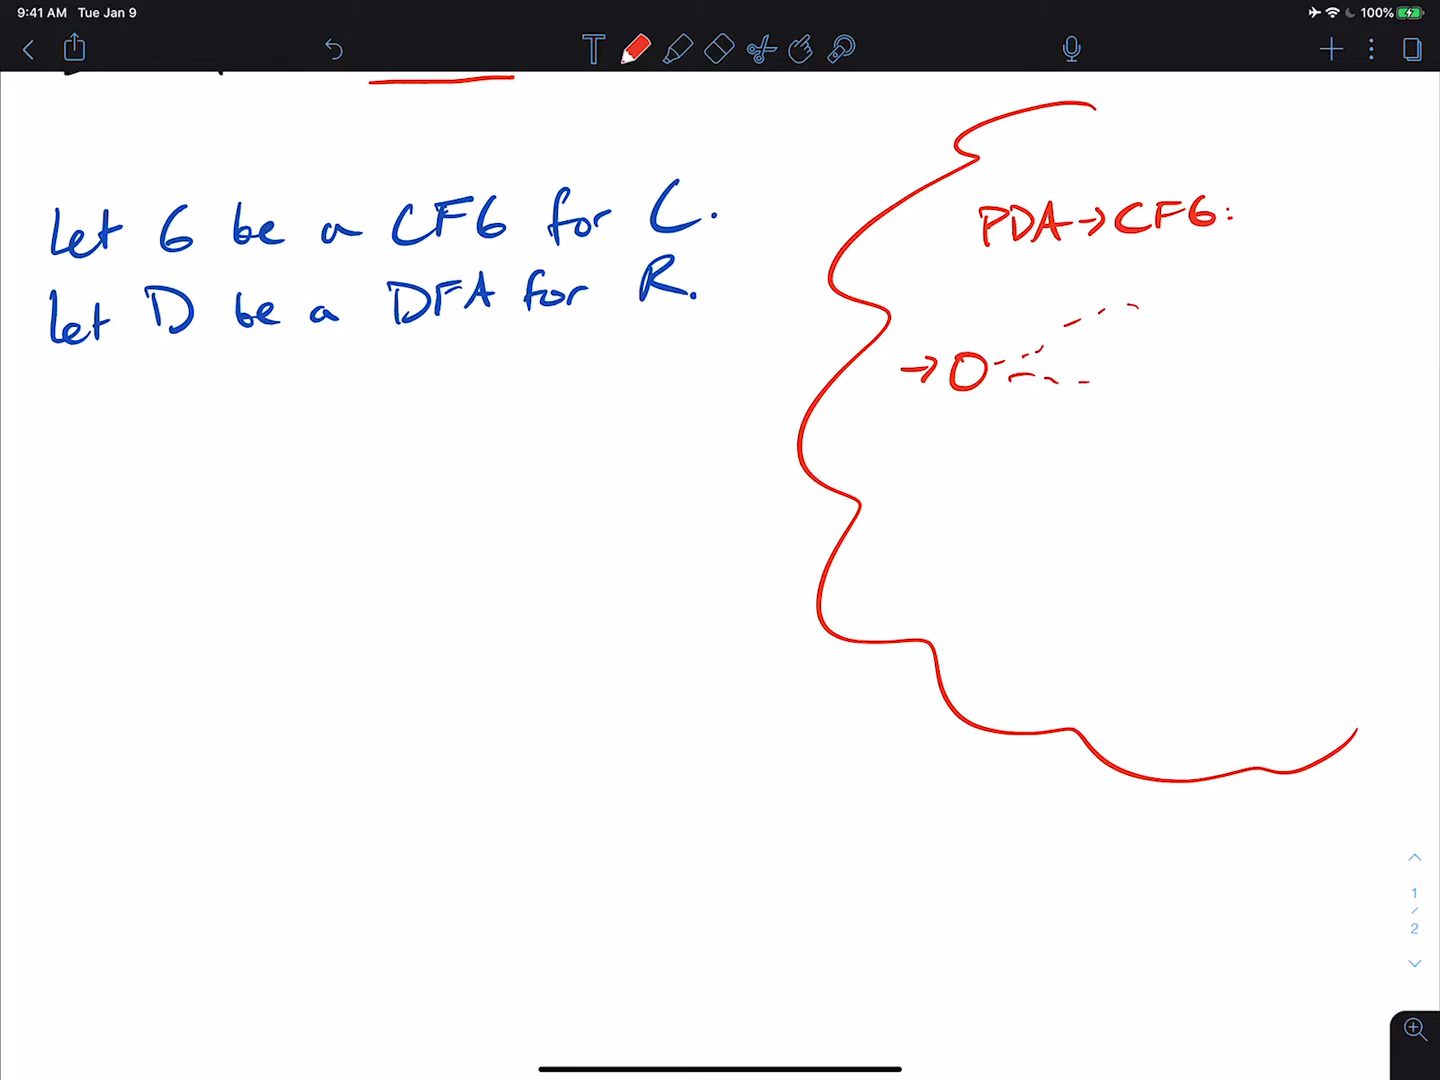 9:41 AM Tue Jan 9
100%
Let G be a CFG for C.
Let D be a DFA for R.
PDA→CFG:
1
/
2